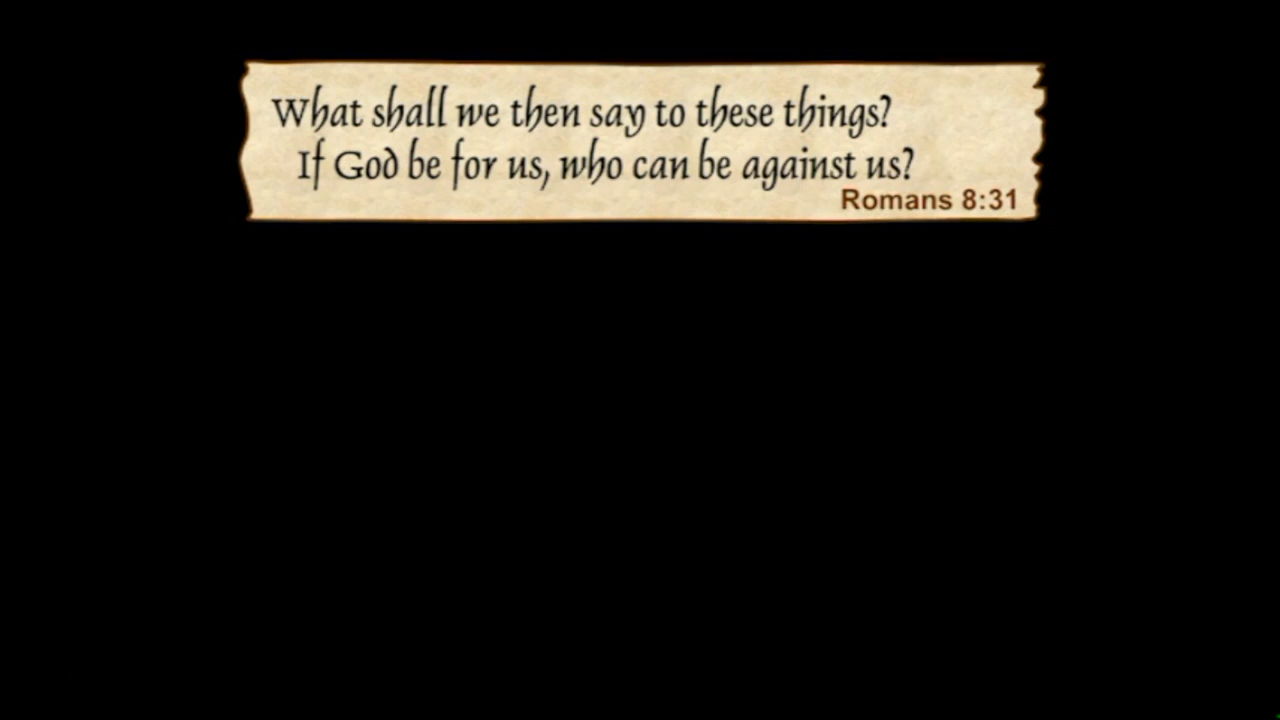 What shall we then say to these things?
If God be for us, who can be against us?
Romans 8:31